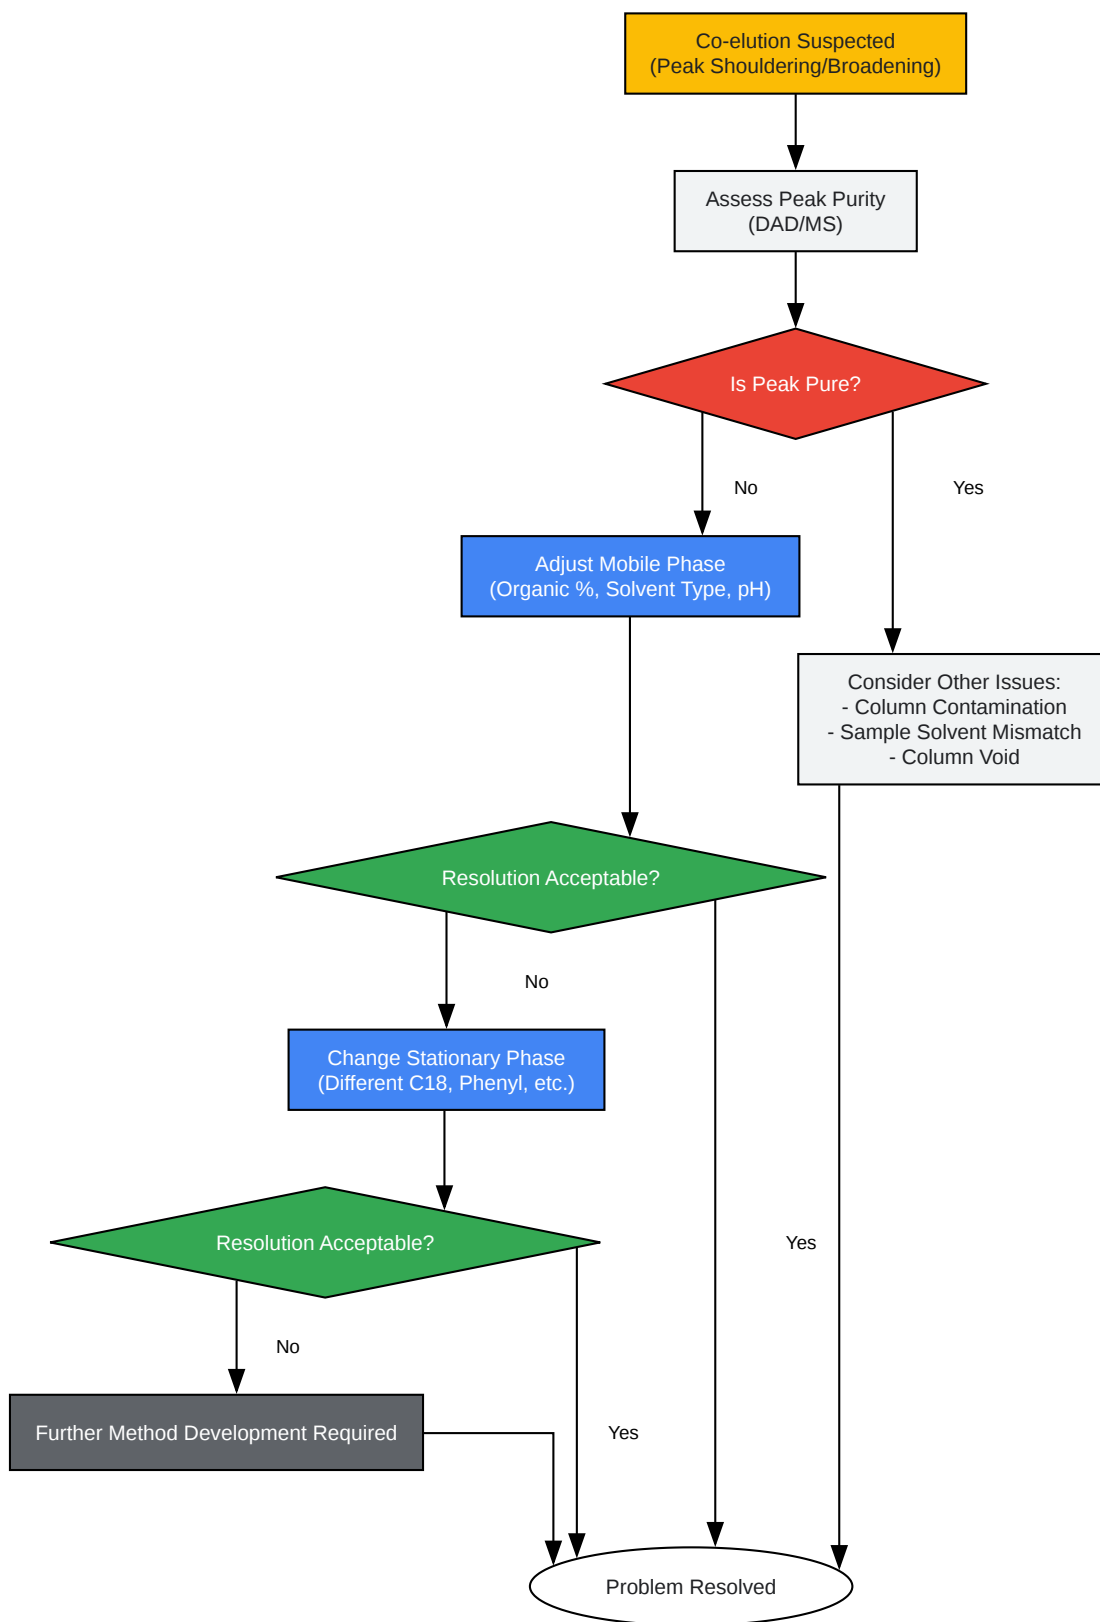 Co-elution Suspected
(Peak Shouldering/Broadening)
Assess Peak Purity
(DAD/MS)
Is Peak Pure?
No
Yes
Adjust Mobile Phase
(Organic %, Solvent Type, pH)
Consider Other Issues:
- Column Contamination
- Sample Solvent Mismatch
- Column Void
Resolution Acceptable?
No
Change Stationary Phase
(Different C18, Phenyl, etc.)
Resolution Acceptable?
Yes
No
Further Method Development Required
Yes
Problem Resolved